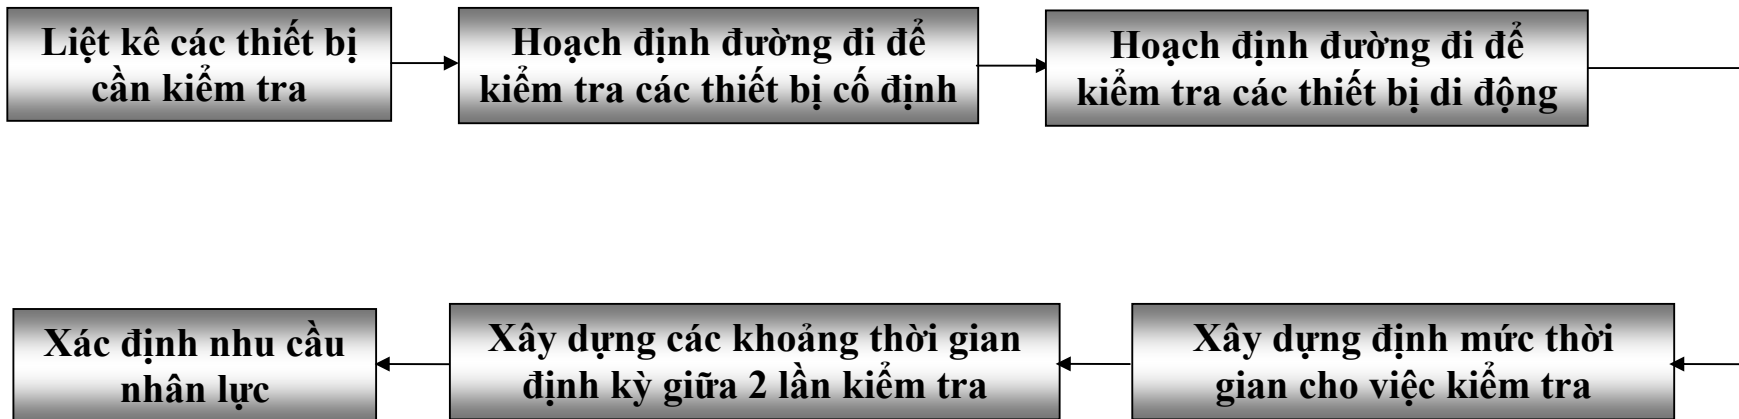 Liệt kê các thiết bị
cần kiểm tra
Hoạch định đường đi để
kiểm tra các thiết bị cố định
Hoạch định đường đi để
kiểm tra các thiết bị di động
Xây dựng định mức thời
gian cho việc kiểm tra
Xây dựng các khoảng thời gian
định kỳ giữa 2 lần kiểm tra
Xác định nhu cầu
nhân lực